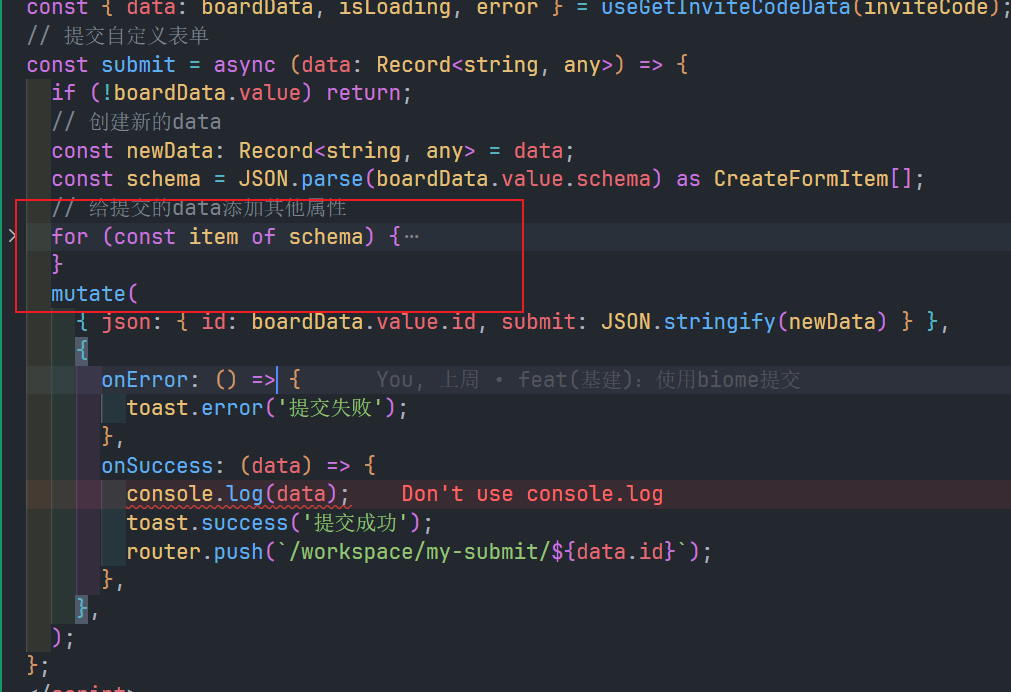 const { data: boardData, isLoading, error } = useGetInviteCodeData(inviteCode);
// 提交自定义表单
const submit = async (data: Record<string, any>) => {
if (!boardData.value) return;
// 创建新的data
const newData: Record<string, any> = data;
const schema = JSON.parse(boardData.value.schema) as CreateFormItem[];
// 给提交的data添加其他属性
for (const item of schema) {⋯
}
mutate(
{ json: { id: boardData.value.id, submit: JSON.stringify(newData) } },
{
onError: () => { You, 上周 • feat(基建): 使用biome提交
toast.error('提交失败');
},
onSuccess: (data) => {
console.log(data); Don't use console.log
toast.success('提交成功');
router.push(`/workspace/my-submit/${data.id}`);
},
},
);
};
</script>